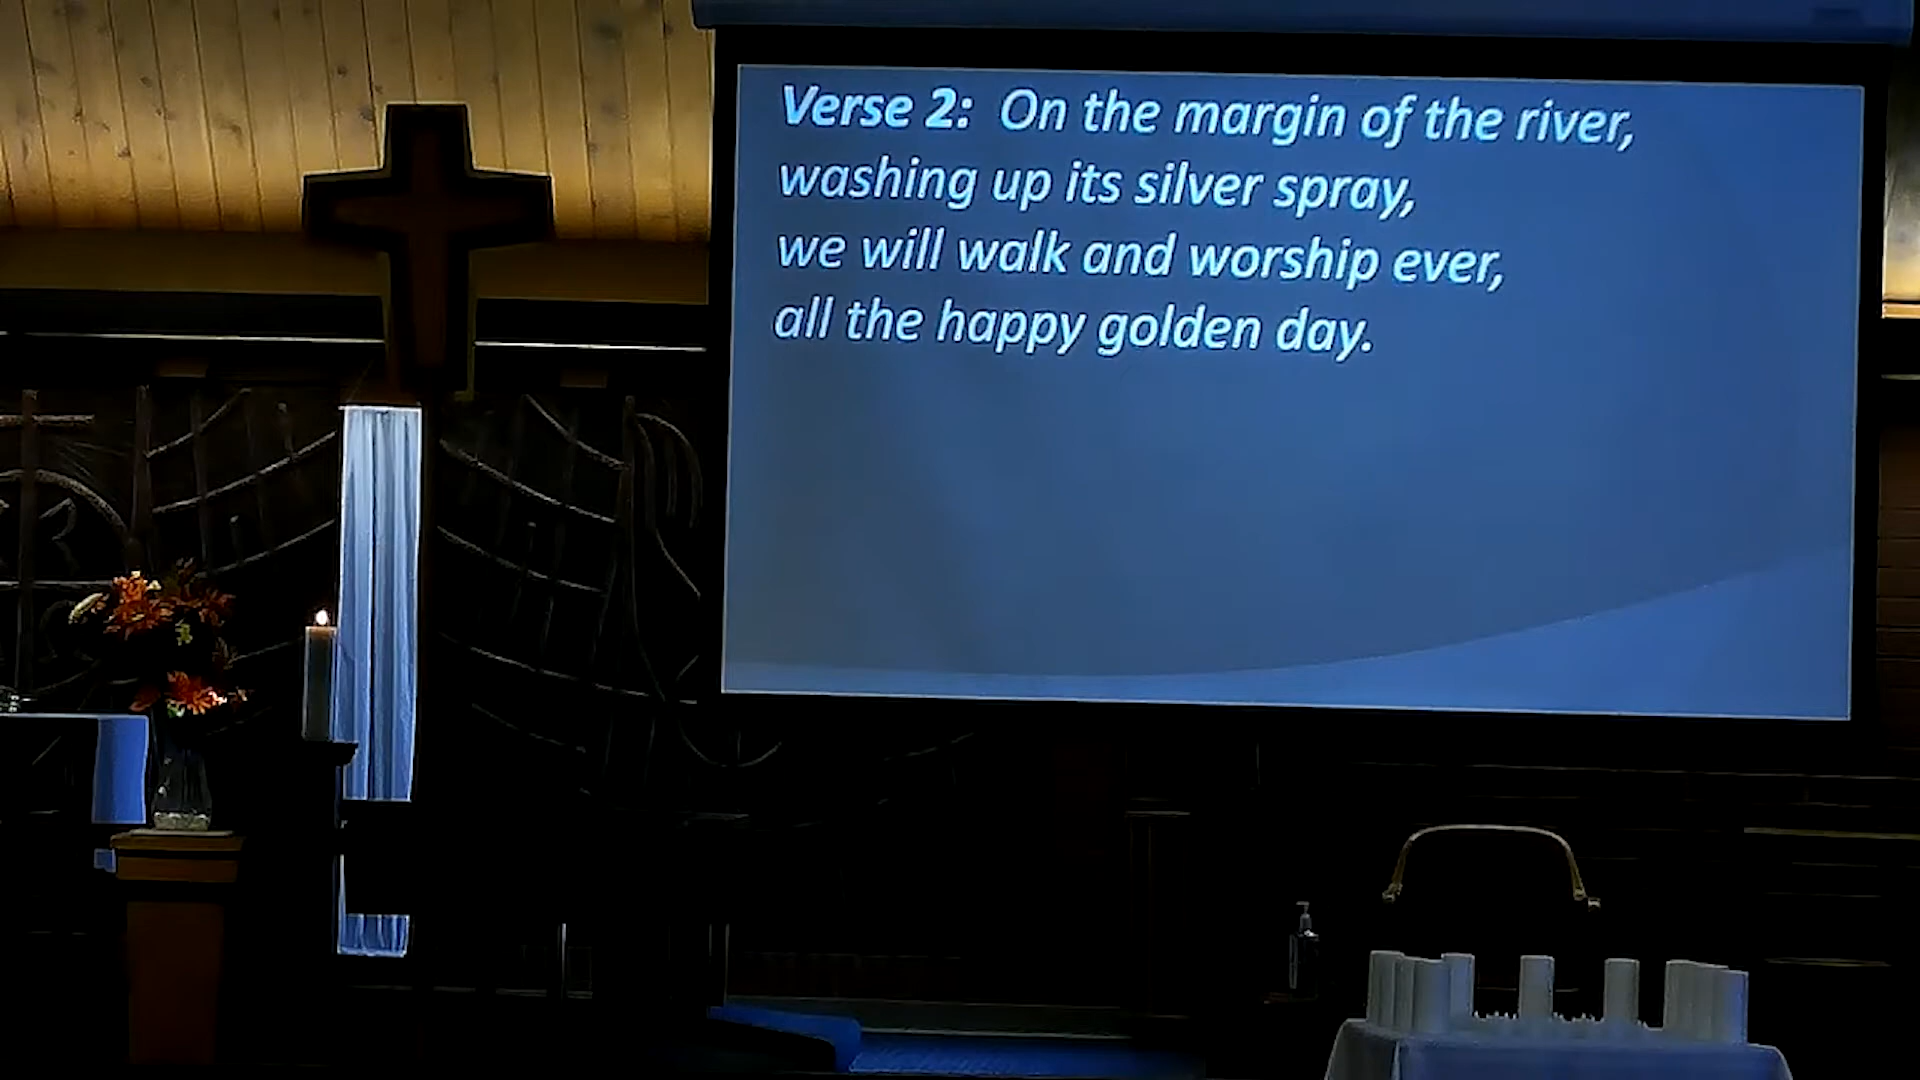 Verse 2: On the margin of the river,
washing up its silver spray,
we will walk and worship ever,
all the happy golden day.